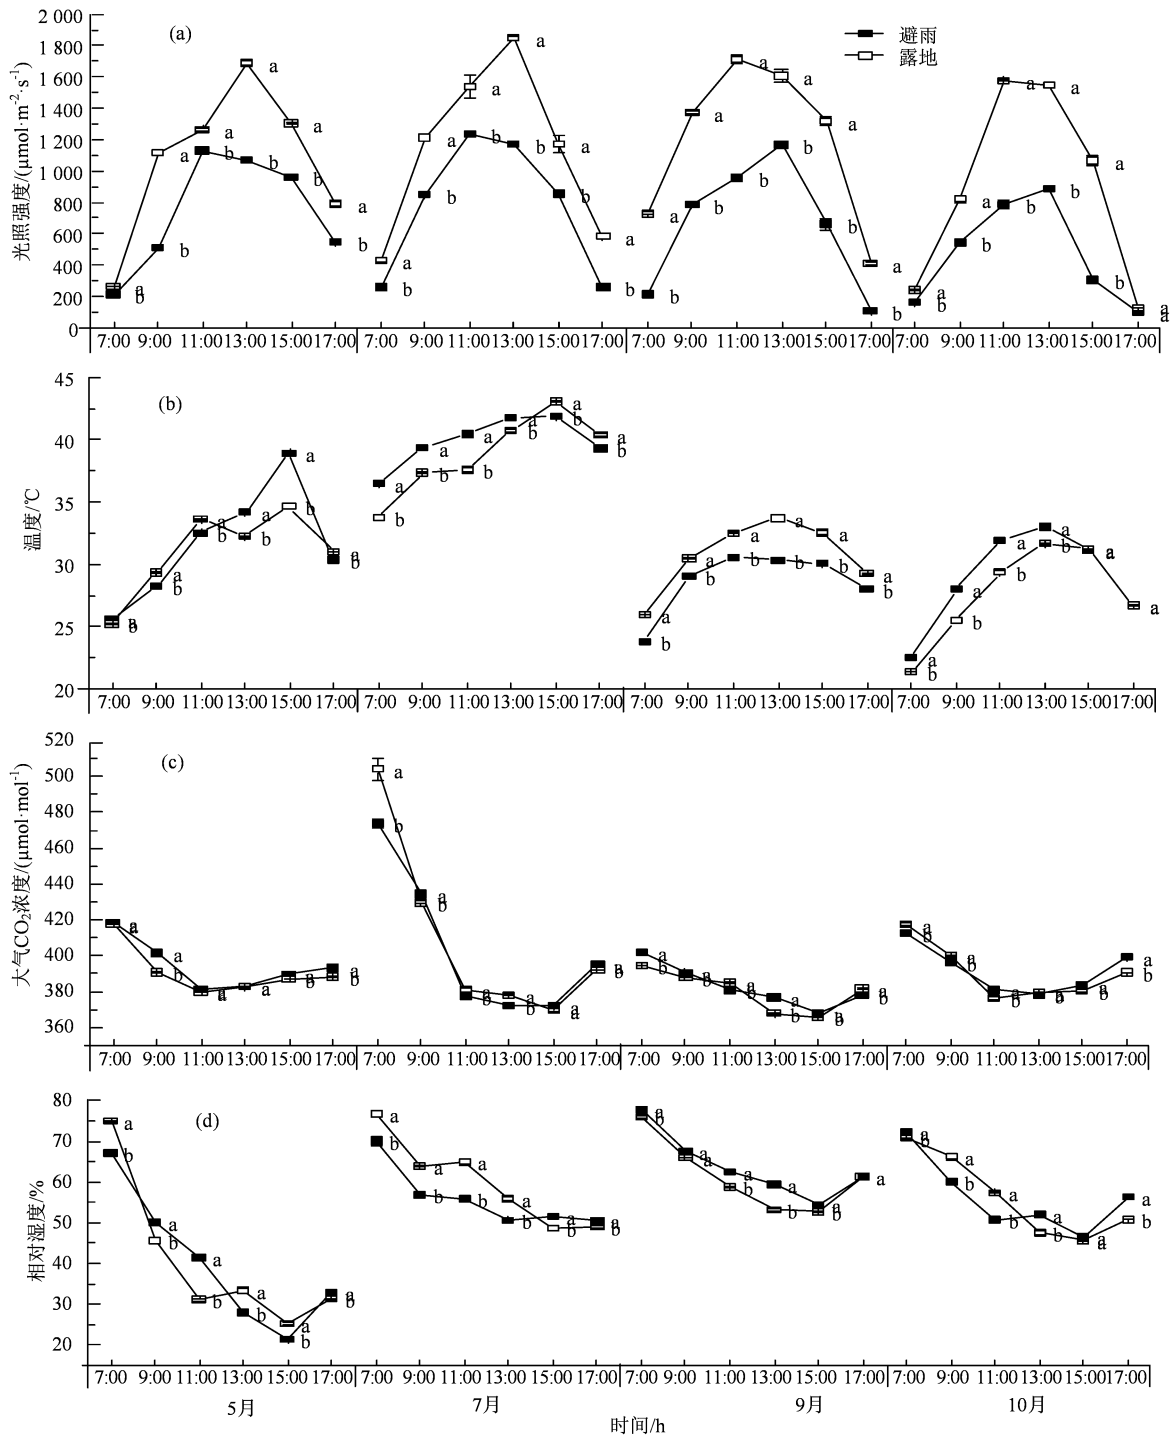 (a)
避雨
露地
光照强度/(μmol·m⁻²·s⁻¹)
2 000
1 800
1 600
1 400
1 200
1 000
800
600
400
200
0
a a a a a a
b b b b b b
a a a a a a
b b b b b b
a a a a a a
b b b b b b
a a a a a a
b b b b b a
7:00 9:00 11:00 13:00 15:00 17:00 7:00 9:00 11:00 13:00 15:00 17:00 7:00 9:00 11:00 13:00 15:00 17:00 7:00 9:00 11:00 13:00 15:00 17:00
(b)
温度/℃
45
40
35
30
25
20
a a a a a a
b b b b b b
a a a a a a
b b b b b b
a a a a a a
b b b b b b
a a a a a a
b b b b a a
7:00 9:00 11:00 13:00 15:00 17:00 7:00 9:00 11:00 13:00 15:00 17:00 7:00 9:00 11:00 13:00 15:00 17:00 7:00 9:00 11:00 13:00 15:00 17:00
(c)
大气CO₂浓度/(μmol·mol⁻¹)
520
500
480
460
440
420
400
380
360
a a a a a a
a b a a b b
a a a a a a
b b b b a a
a a a b a a
b b b a b b
a a a a a a
b b b b b b
7:00 9:00 11:00 13:00 15:00 17:00 7:00 9:00 11:00 13:00 15:00 17:00 7:00 9:00 11:00 13:00 15:00 17:00 7:00 9:00 11:00 13:00 15:00 17:00
(d)
相对湿度/%
80
70
60
50
40
30
20
a a a a a a
b b b b b b
a a a a a a
b b b b b b
a a a a a a
b a b b a a
a a a a a a
b b b b a b
7:00 9:00 11:00 13:00 15:00 17:00 7:00 9:00 11:00 13:00 15:00 17:00 7:00 9:00 11:00 13:00 15:00 17:00 7:00 9:00 11:00 13:00 15:00 17:00
5月 7月 9月 10月
时间/h